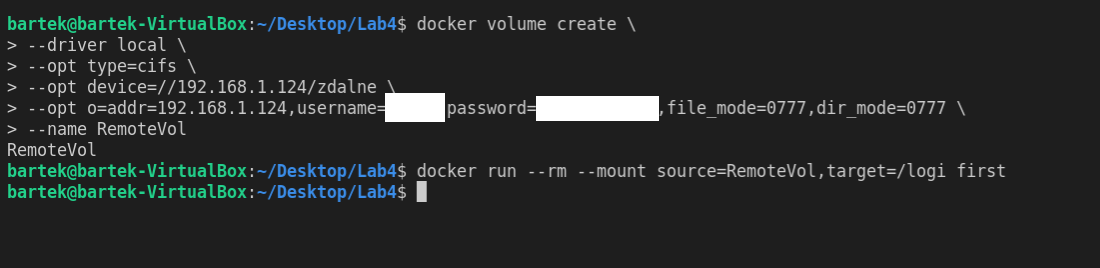 bartek@bartek-VirtualBox:~/Desktop/Lab4$ docker volume create \
> --driver local \
> --opt type=cifs \
> --opt device=//192.168.1.124/zdalne \
> --opt o=addr=192.168.1.124,username= password= ,file_mode=0777,dir_mode=0777 \
> --name RemoteVol
RemoteVol
bartek@bartek-VirtualBox:~/Desktop/Lab4$ docker run --rm --mount source=RemoteVol,target=/logi first
bartek@bartek-VirtualBox:~/Desktop/Lab4$